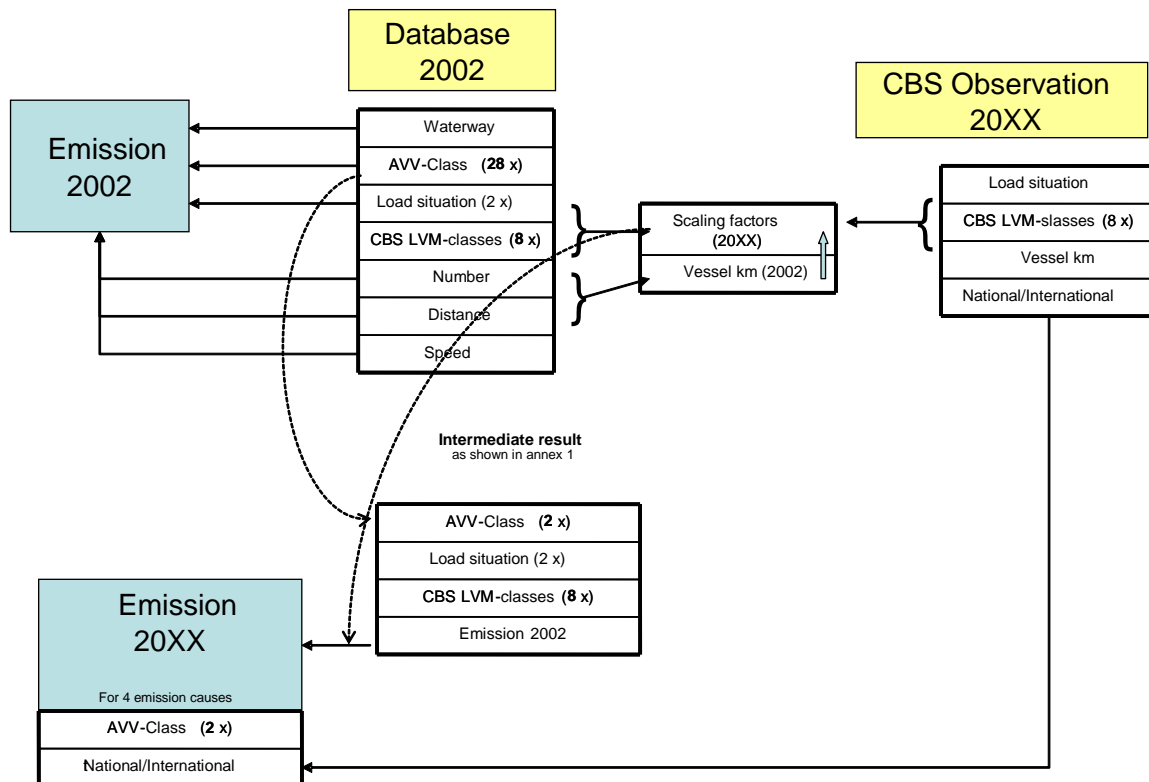 Database
2002
CBS Observation
20XX
Emission
2002
Waterway
AVV-Class (28 x)
Load situation (2 x)
CBS LVM-classes (8 x)
Number
Distance
Speed
Scaling factors
(20XX)
Vessel km (2002)
Load situation
CBS LVM-slasses (8 x)
Vessel km
National/International
Intermediate result
as shown in annex 1
AVV-Class (2 x)
Load situation (2 x)
CBS LVM-classes (8 x)
Emission 2002
Emission
20XX
For 4 emission causes
AVV-Class (2 x)
National/International